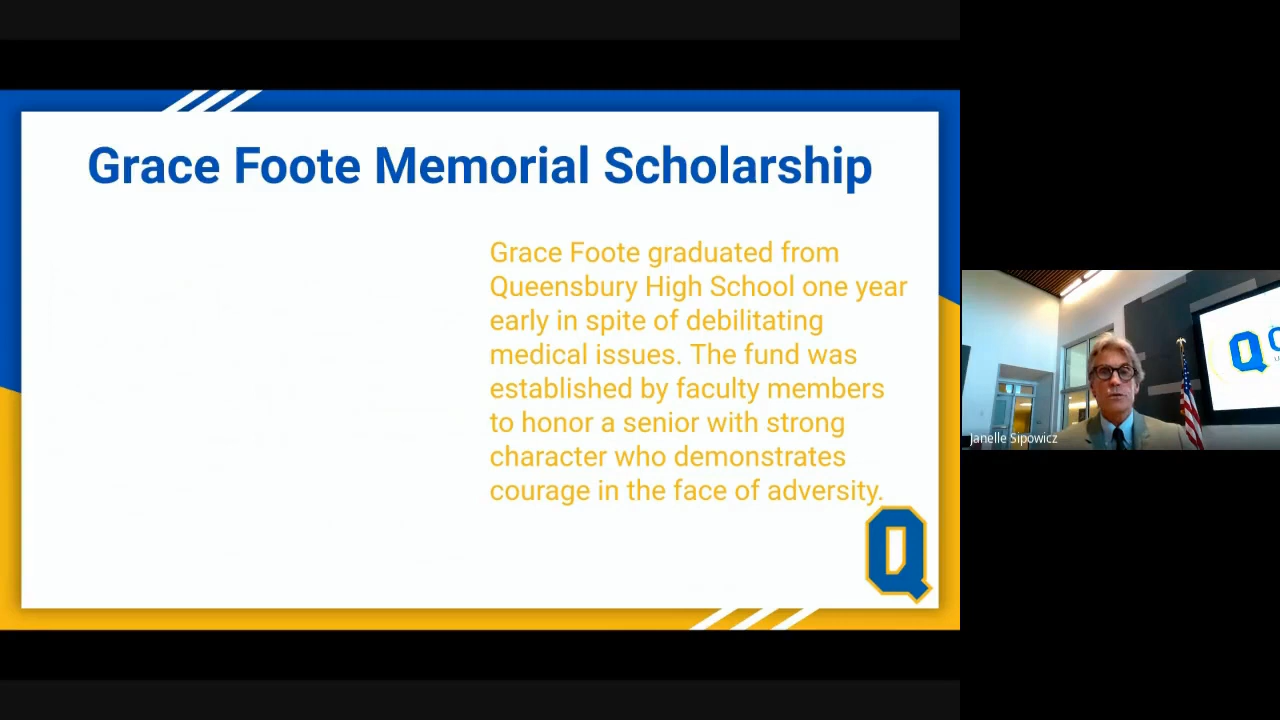 Grace Foote Memorial Scholarship
Grace Foote graduated from
Queensbury High School one year
early in spite of debilitating
medical issues. The fund was
established by faculty members
to honor a senior with strong
character who demonstrates
courage in the face of adversity.
Q
Q
Janelle Sipowicz